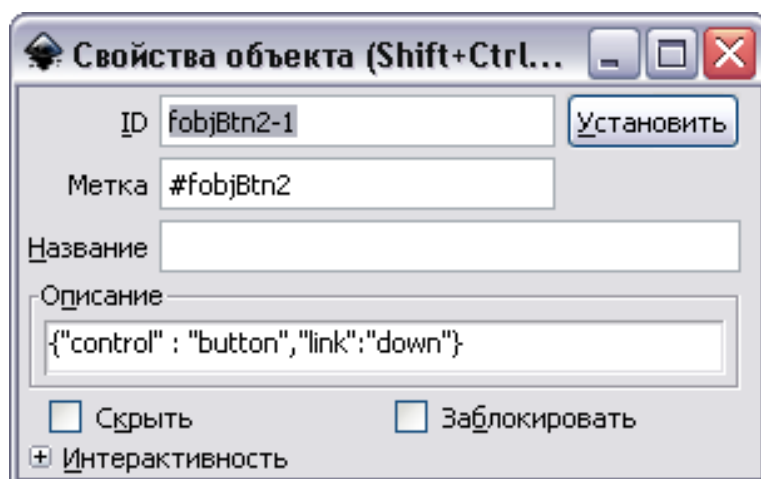 Свойства объекта (Shift+Ctrl...
ID fobjBtn2-1 Установить
Метка #fobjBtn2
Название
Описание
{"control" : "button","link":"down"}
Скрыть Заблокировать
Интерактивность